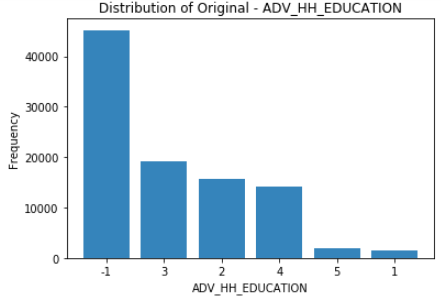 Distribution of Original - ADV_HH_EDUCATION
Frequency
40000
30000
20000
10000
0
-1 3 2 4 5 1
ADV_HH_EDUCATION